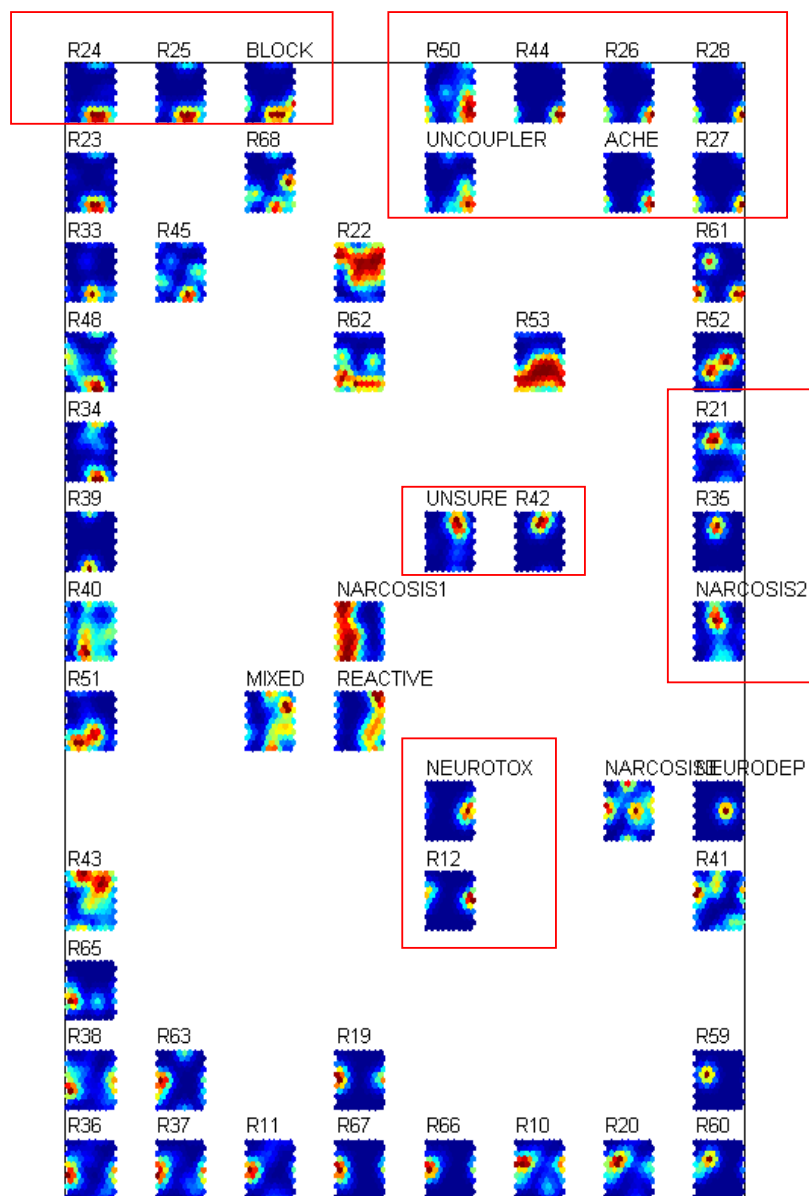 R24 R25 BLOCK R50 R44 R26 R28
R23 R68 UNCOUPLER ACHE R27
R33 R45 R22 R61
R48 R62 R53 R52
R34 R21
R39 UNSURE R42 R35
R40 NARCOSIS1 NARCOSIS2
R51 MIXED REACTIVE
NEUROTOX NARCOSIS3 NEURODEP
R43 R12 R41
R65
R38 R63 R19 R59
R36 R37 R11 R67 R66 R10 R20 R60